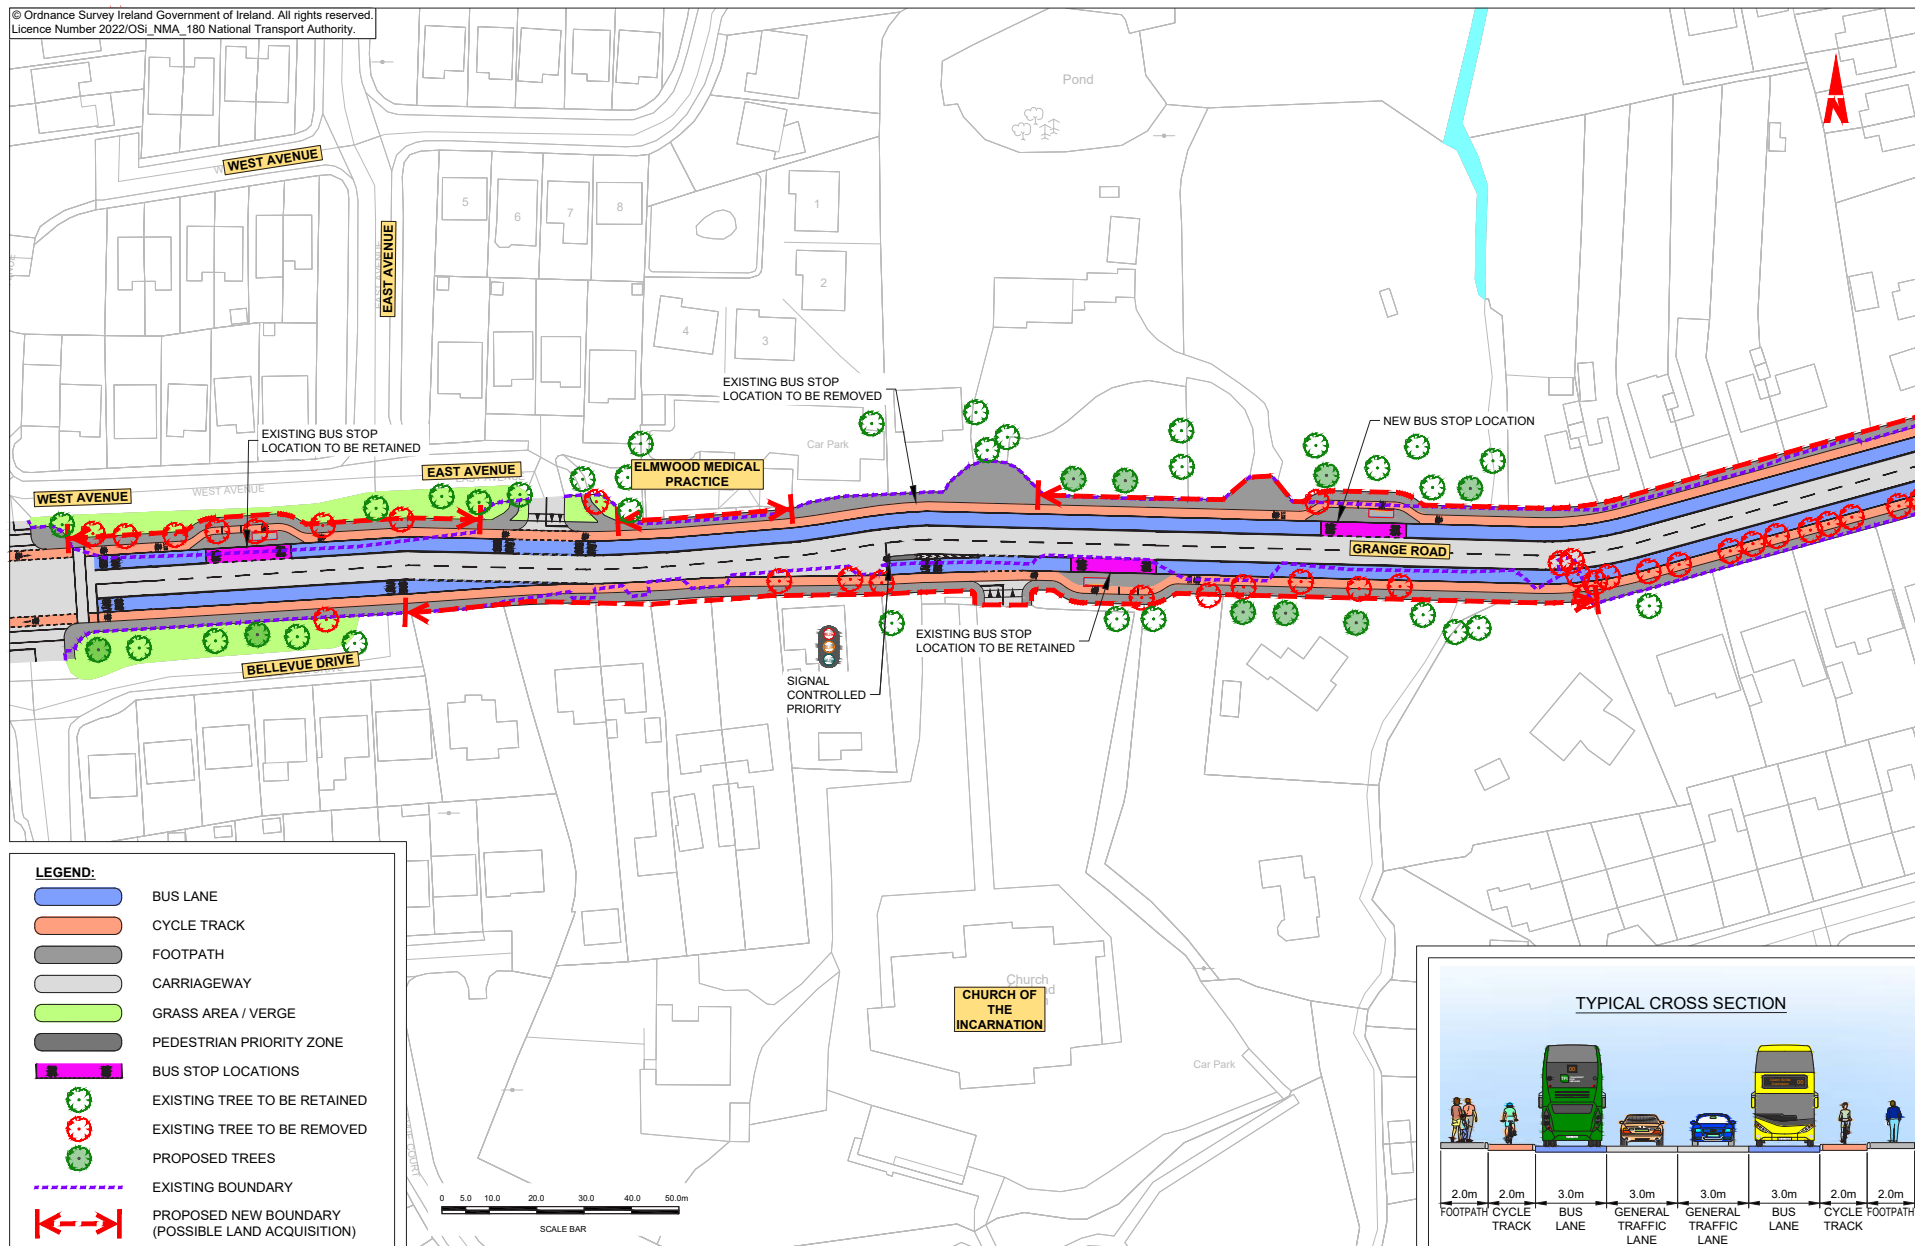 © Ordnance Survey Ireland Government of Ireland. All rights reserved.
Licence Number 2022/OSi_NMA_180 National Transport Authority.
Pond
WEST AVENUE
EAST AVENUE
5
6
7
8
1
2
3
4
EXISTING BUS STOP
LOCATION TO BE REMOVED
NEW BUS STOP LOCATION
EXISTING BUS STOP
LOCATION TO BE RETAINED
Car Park
EAST AVENUE
ELMWOOD MEDICAL
PRACTICE
WEST AVENUE
WEST AVENUE
GRANGE ROAD
EXISTING BUS STOP
LOCATION TO BE RETAINED
BELLEVUE DRIVE
SIGNAL
CONTROLLED
PRIORITY
Church
CHURCH OF
THE
INCARNATION
Car Park
LEGEND:
BUS LANE
CYCLE TRACK
FOOTPATH
CARRIAGEWAY
GRASS AREA / VERGE
PEDESTRIAN PRIORITY ZONE
BUS STOP LOCATIONS
EXISTING TREE TO BE RETAINED
EXISTING TREE TO BE REMOVED
PROPOSED TREES
EXISTING BOUNDARY
PROPOSED NEW BOUNDARY
(POSSIBLE LAND ACQUISITION)
0 5.0 10.0 20.0 30.0 40.0 50.0m
SCALE BAR
TYPICAL CROSS SECTION
2.0m 2.0m 3.0m 3.0m 3.0m 3.0m 2.0m 2.0m
FOOTPATH CYCLE BUS GENERAL GENERAL BUS CYCLE FOOTPATH
TRACK LANE TRAFFIC TRAFFIC LANE TRACK
LANE LANE
N